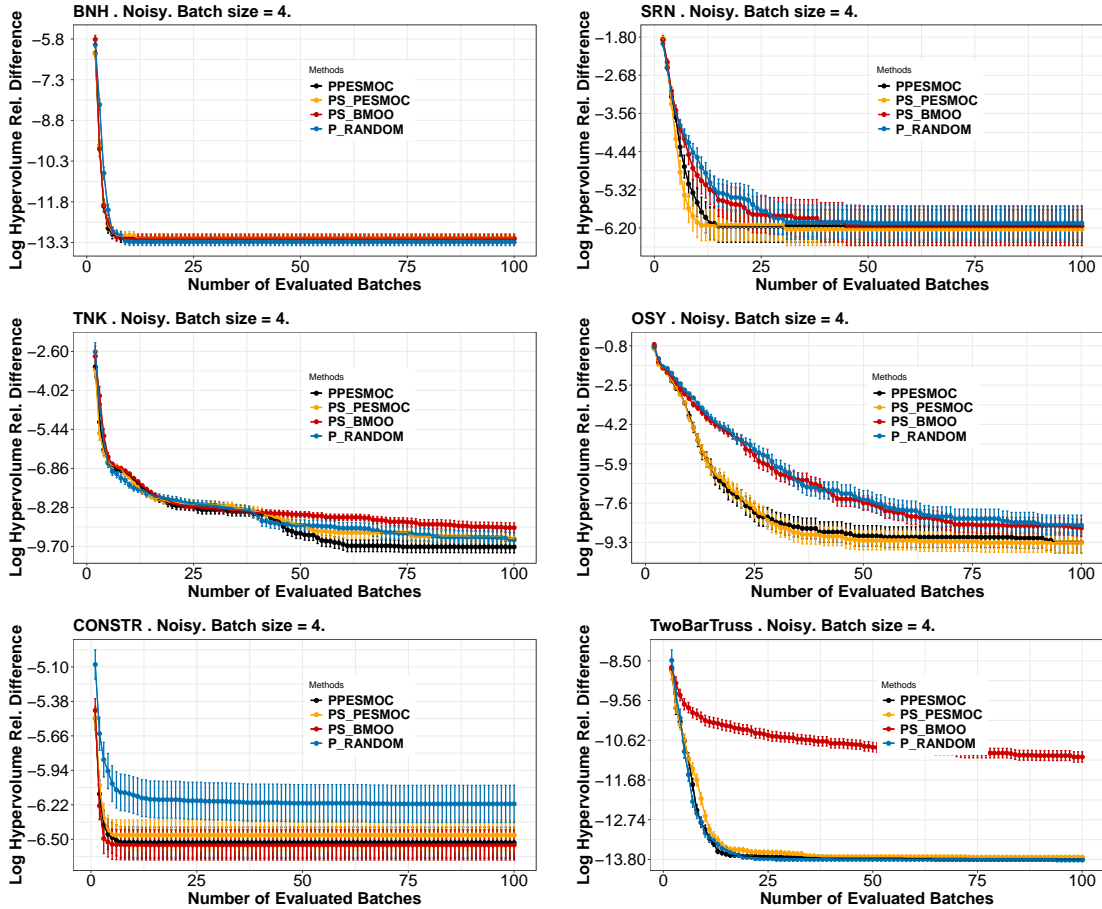 BNH . Noisy. Batch size = 4.
Log Hypervolume Rel. Difference
−5.8
−7.3
−8.8
−10.3
−11.8
−13.3
Methods
PPESMOC
PS_PESMOC
PS_BMOO
P_RANDOM
0 25 50 75 100
Number of Evaluated Batches
SRN . Noisy. Batch size = 4.
Log Hypervolume Rel. Difference
−1.80
−2.68
−3.56
−4.44
−5.32
−6.20
Methods
PPESMOC
PS_PESMOC
PS_BMOO
P_RANDOM
0 25 50 75 100
Number of Evaluated Batches
TNK . Noisy. Batch size = 4.
Log Hypervolume Rel. Difference
−2.60
−4.02
−5.44
−6.86
−8.28
−9.70
Methods
PPESMOC
PS_PESMOC
PS_BMOO
P_RANDOM
0 25 50 75 100
Number of Evaluated Batches
OSY . Noisy. Batch size = 4.
Log Hypervolume Rel. Difference
−0.8
−2.5
−4.2
−5.9
−7.6
−9.3
Methods
PPESMOC
PS_PESMOC
PS_BMOO
P_RANDOM
0 25 50 75 100
Number of Evaluated Batches
CONSTR . Noisy. Batch size = 4.
Log Hypervolume Rel. Difference
−5.10
−5.38
−5.66
−5.94
−6.22
−6.50
Methods
PPESMOC
PS_PESMOC
PS_BMOO
P_RANDOM
0 25 50 75 100
Number of Evaluated Batches
TwoBarTruss . Noisy. Batch size = 4.
Log Hypervolume Rel. Difference
−8.50
−9.56
−10.62
−11.68
−12.74
−13.80
Methods
PPESMOC
PS_PESMOC
PS_BMOO
P_RANDOM
0 25 50 75 100
Number of Evaluated Batches